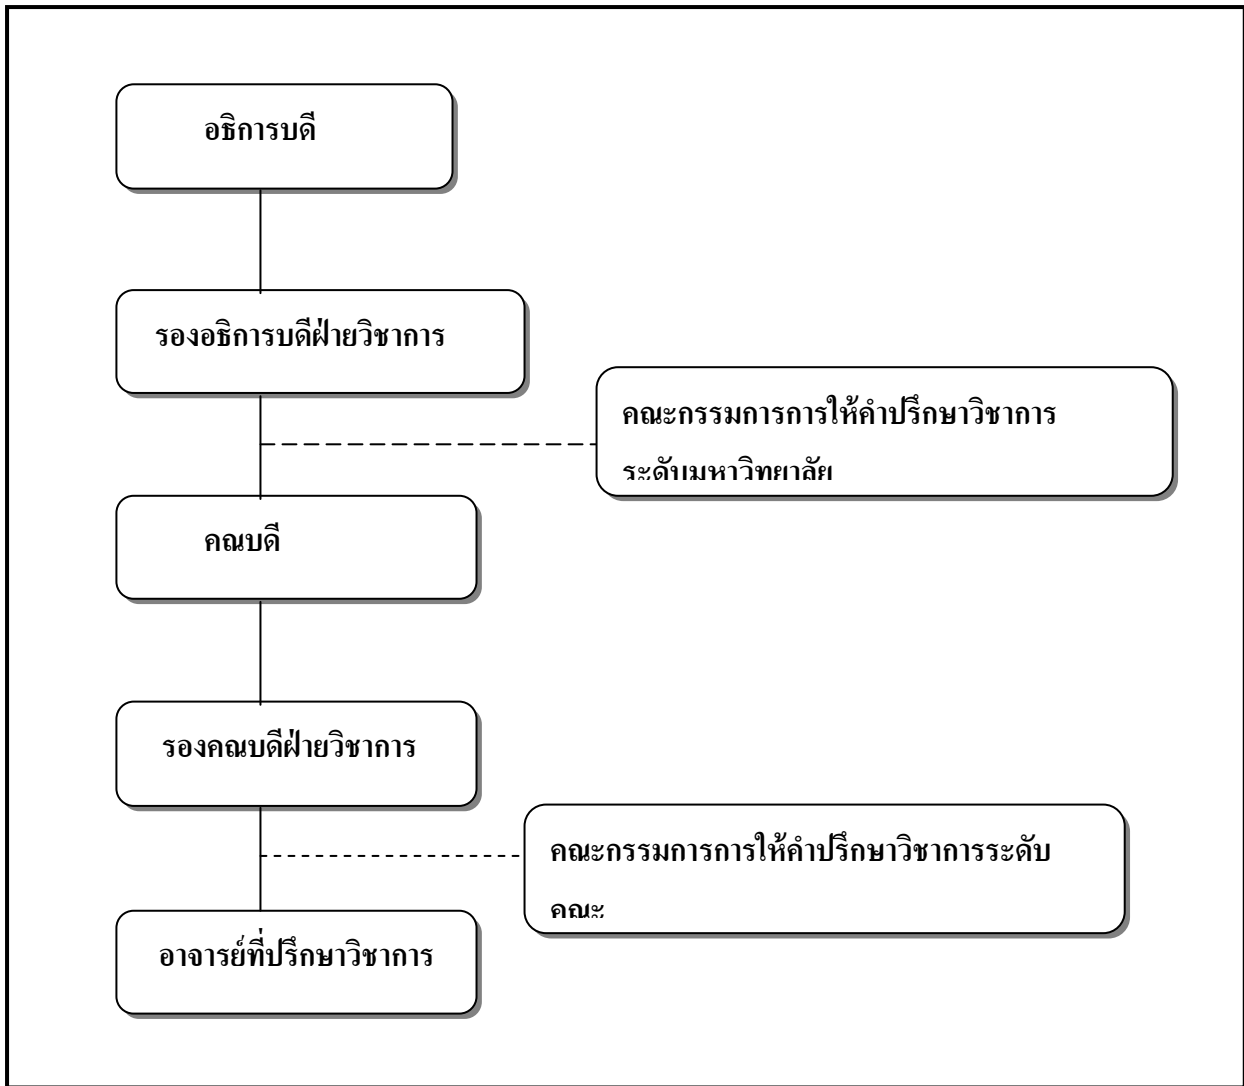 อธิการบดี
รองอธิการบดีฝ่ายวิชาการ
คณะกรรมการการให้คำปรึกษาวิชาการ
ระดับมหาวิทยาลัย
คณบดี
รองคณบดีฝ่ายวิชาการ
คณะกรรมการการให้คำปรึกษาวิชาการระดับ
คณะ
อาจารย์ที่ปรึกษาวิชาการ